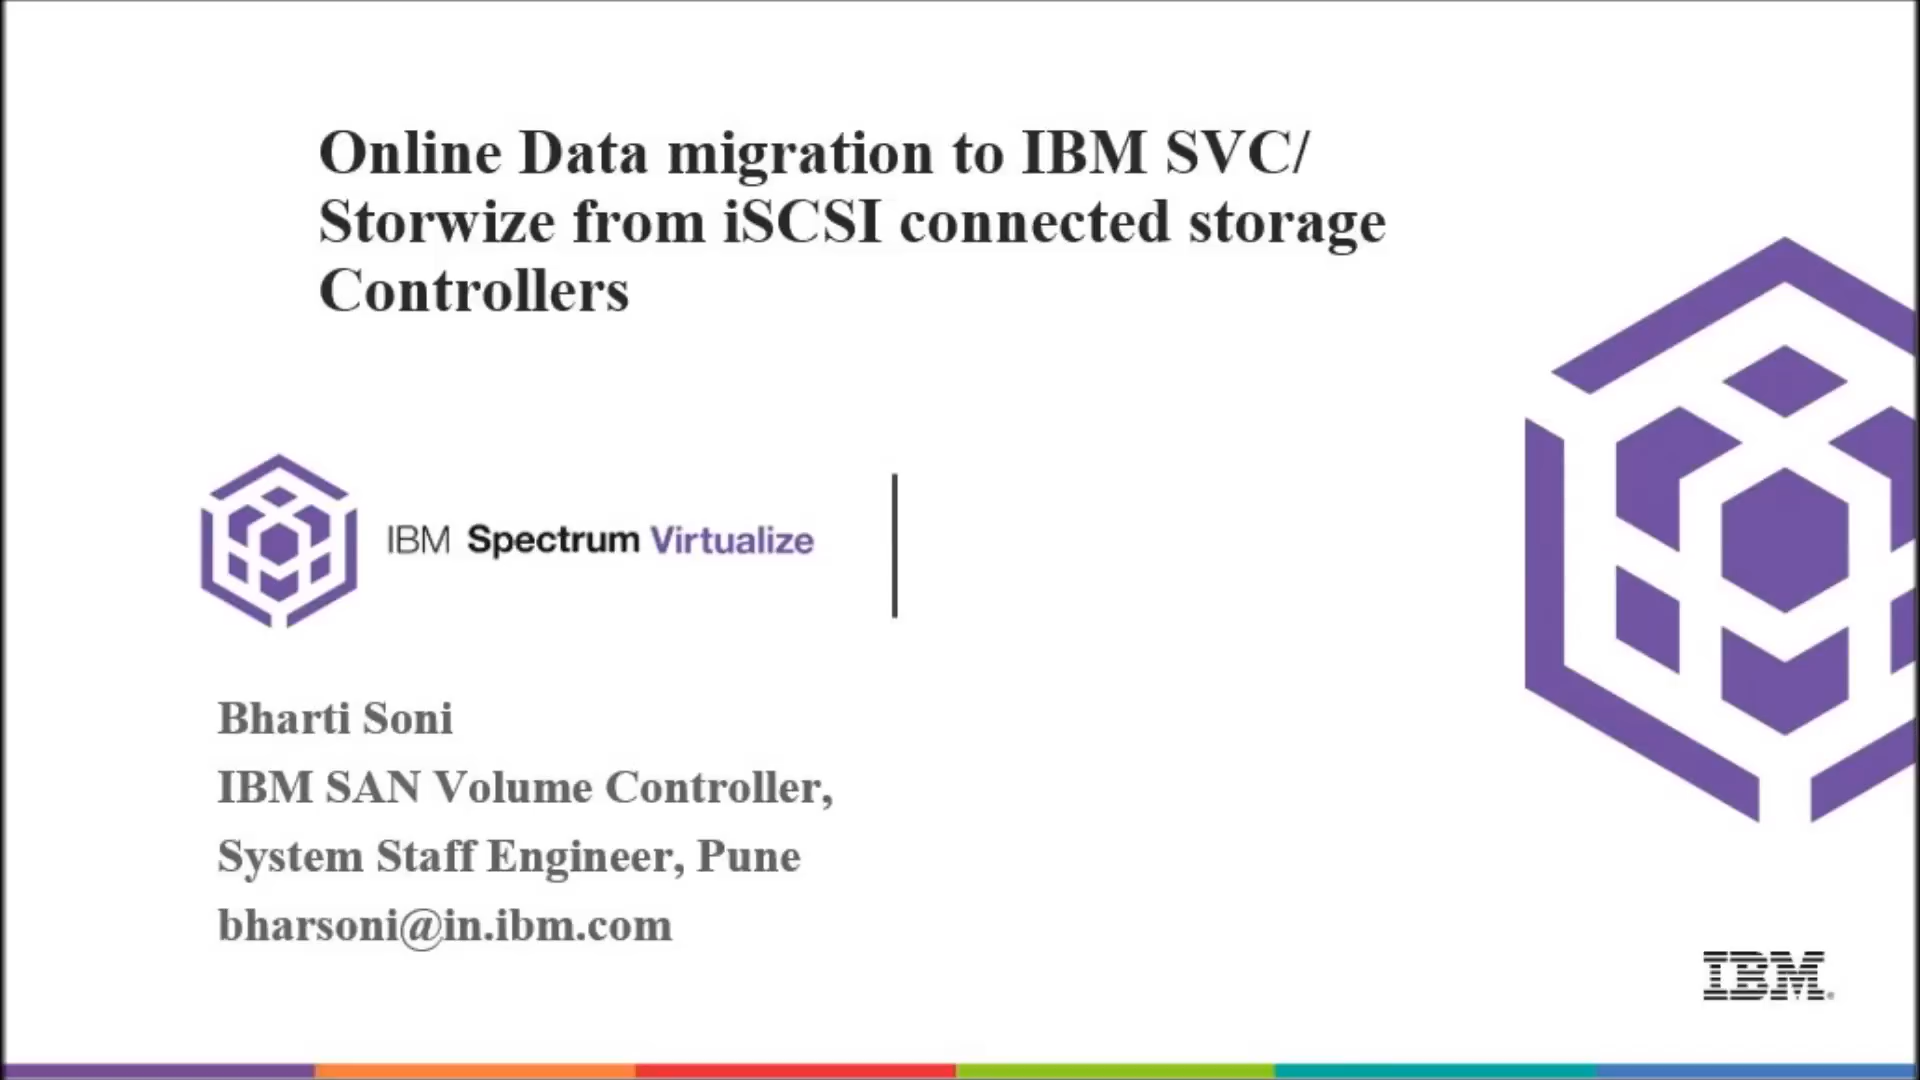 Online Data migration to IBM SVC/
Storwize from iSCSI connected storage
Controllers
IBM Spectrum Virtualize
Bharti Soni
IBM SAN Volume Controller,
System Staff Engineer, Pune
bharsoni@in.ibm.com
IBM®